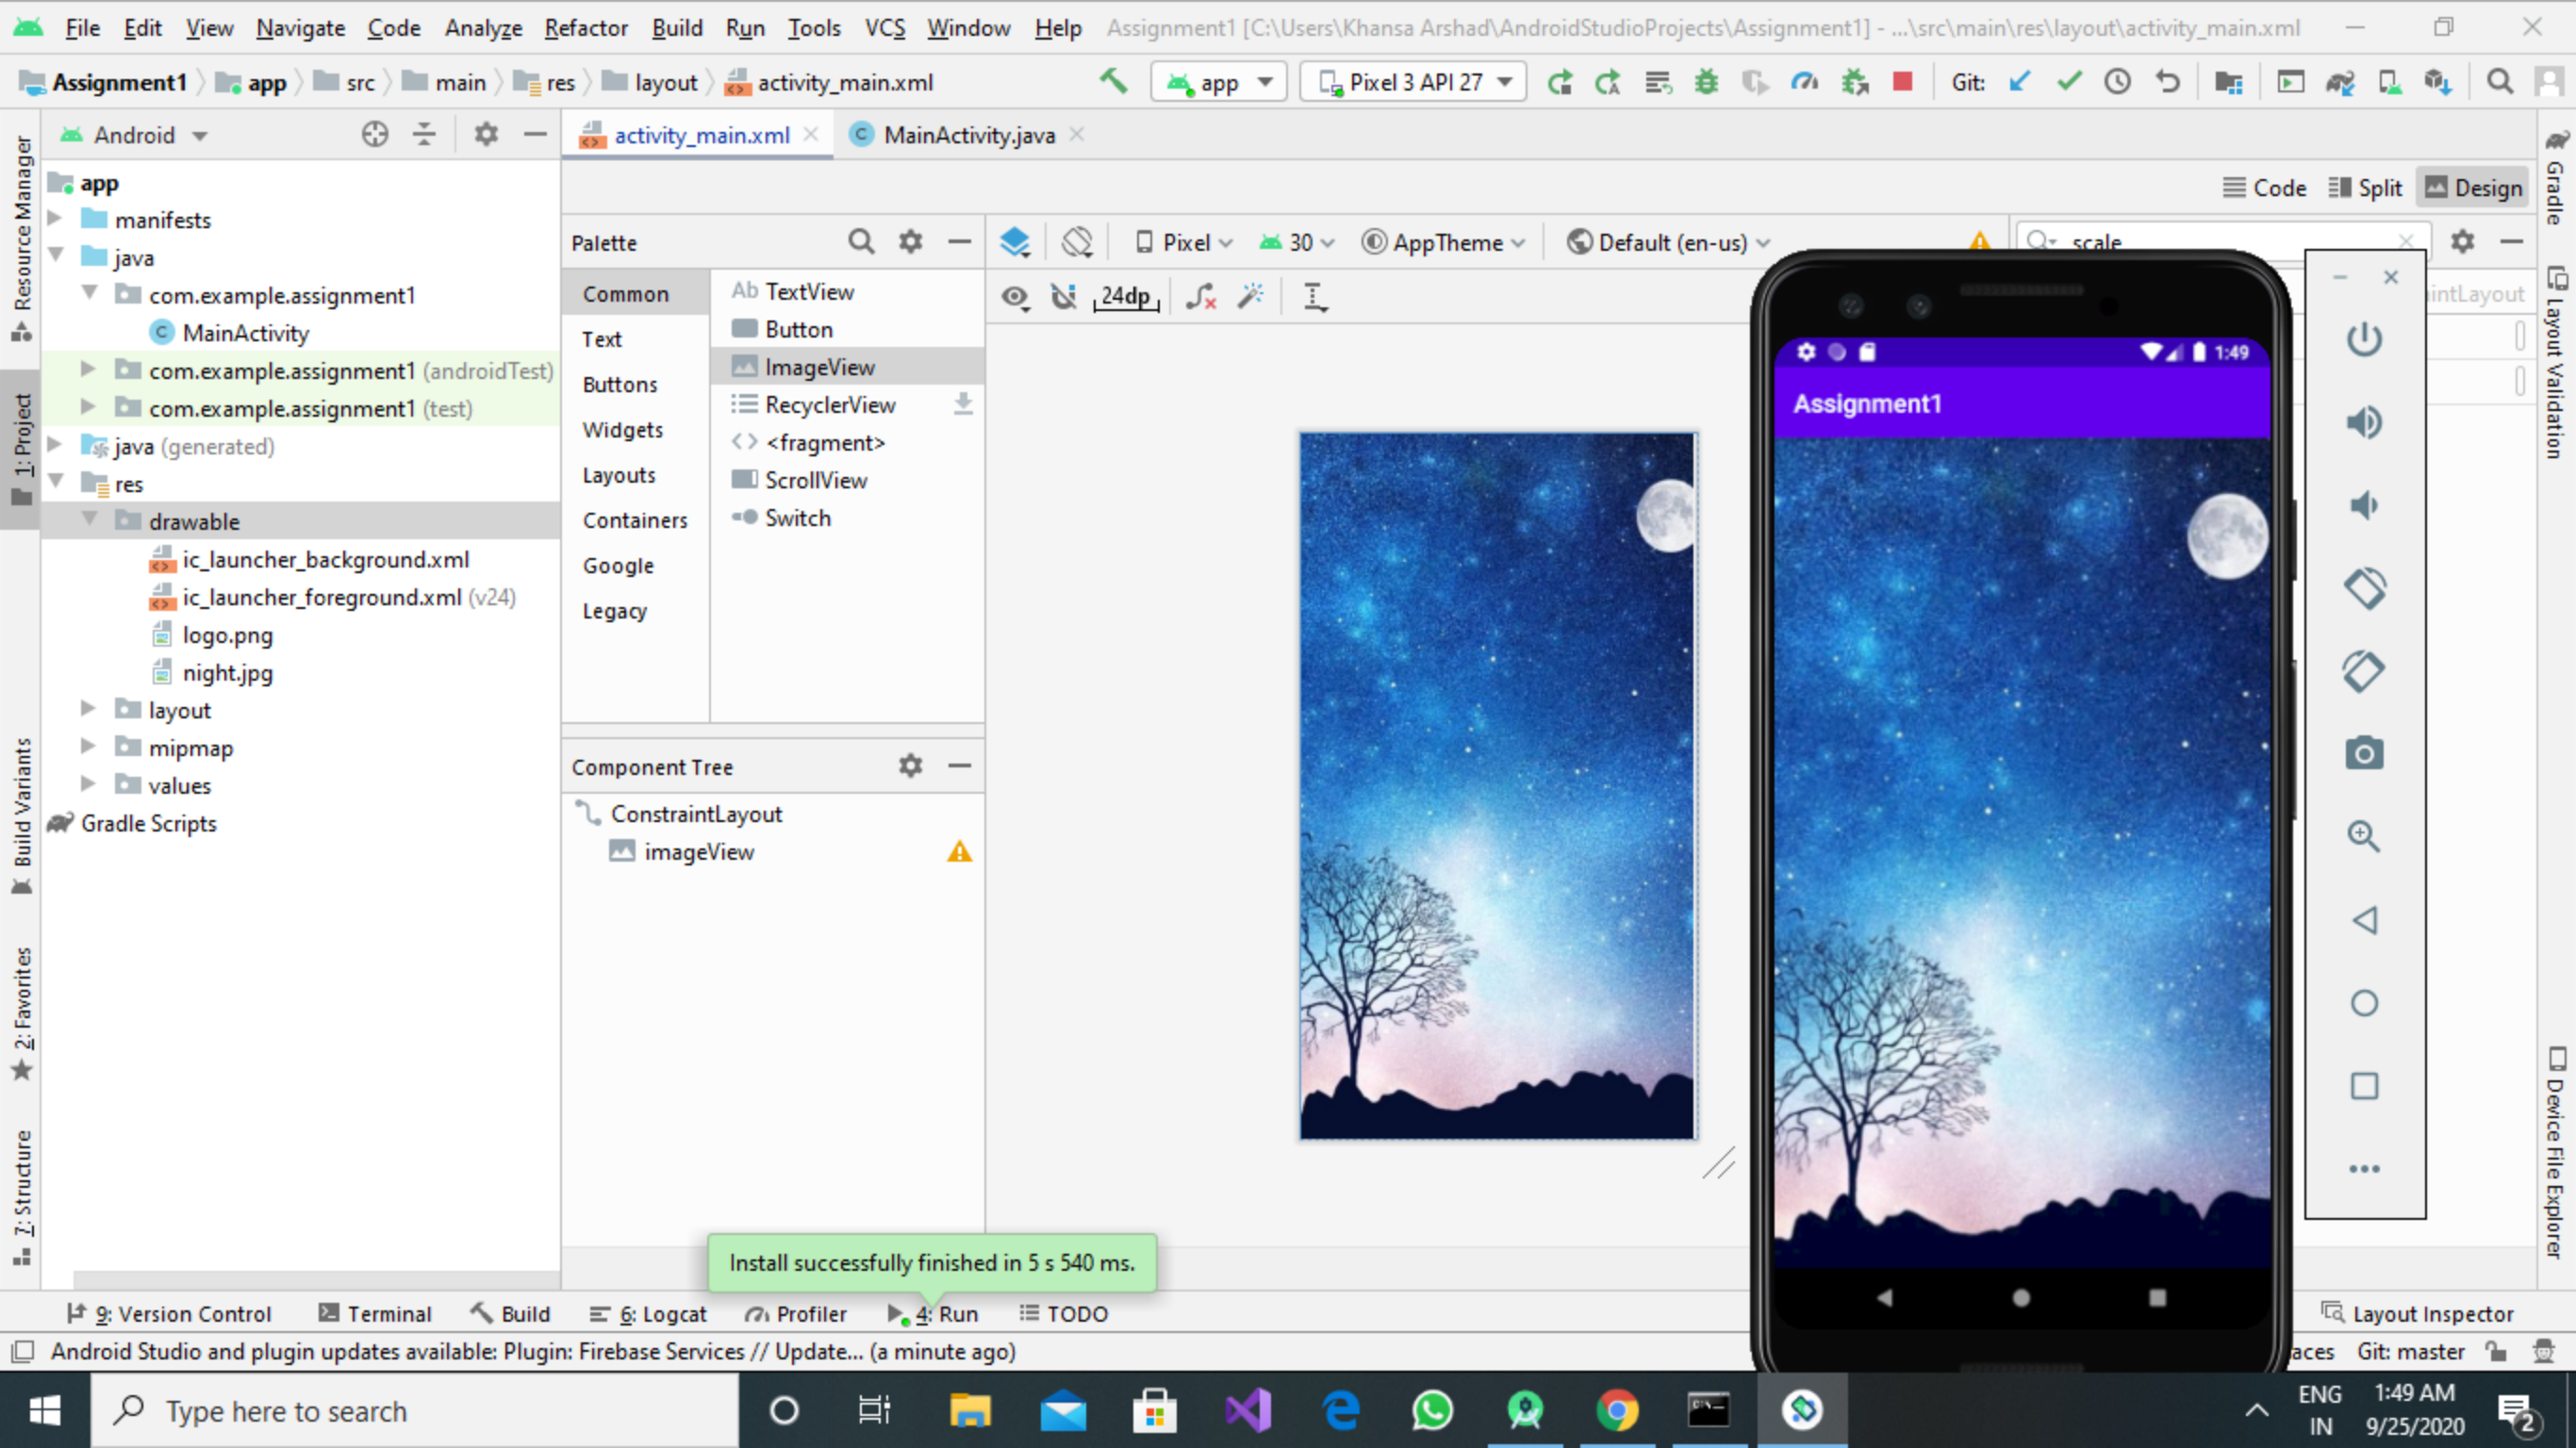 File Edit View Navigate Code Analyze Refactor Build Run Tools VCS Window Help Assignment1 [C:\Users\Khansa Arshad\AndroidStudioProjects\Assignment1] - ...\src\main\res\layout\activity_main.xml
Assignment1 app src main res layout activity_main.xml app Pixel 3 API 27 Git:
Android activity_main.xml MainActivity.java
Code Split Design
Resource Manager
1: Project
Build Variants
2: Favorites
7: Structure
app
manifests
java
com.example.assignment1
MainActivity
com.example.assignment1 (androidTest)
com.example.assignment1 (test)
java (generated)
res
drawable
ic_launcher_background.xml
ic_launcher_foreground.xml (v24)
logo.png
night.jpg
layout
mipmap
values
Gradle Scripts
Palette
Common
Text
Buttons
Widgets
Layouts
Containers
Google
Legacy
Ab TextView
Button
ImageView
RecyclerView
<fragment>
ScrollView
Switch
Component Tree
ConstraintLayout
imageView
Pixel 30 AppTheme Default (en-us)
24dp
scale
intLayout
1:49
Assignment1
Gradle
Layout Validation
Device File Explorer
Install successfully finished in 5 s 540 ms.
9: Version Control Terminal Build 6: Logcat Profiler 4: Run TODO Layout Inspector
Android Studio and plugin updates available: Plugin: Firebase Services // Update... (a minute ago) aces Git: master
Type here to search
ENG
IN
1:49 AM
9/25/2020
2